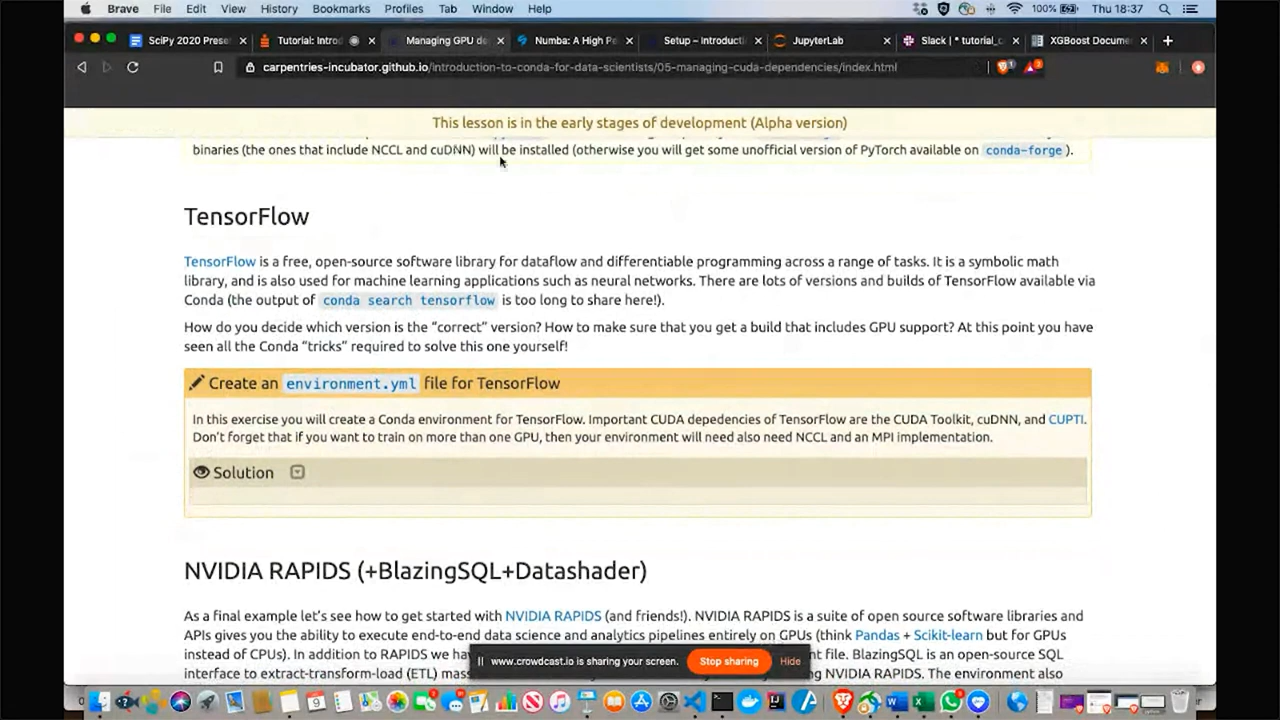 Brave File Edit View History Bookmarks Profiles Tab Window Help 100% Thu 18:37
SciPy 2020 Prese Tutorial: Intro Managing GPU de Numba: A High P Setup – Introducti JupyterLab Slack | * tutorial_c XGBoost Docume
carpentries-incubator.github.io/introduction-to-conda-for-data-scientists/05-managing-cuda-dependencies/index.html
This lesson is in the early stages of development (Alpha version)
binaries (the ones that include NCCL and cuDNN) will be installed (otherwise you will get some unofficial version of PyTorch available on conda-forge ).
TensorFlow
TensorFlow is a free, open-source software library for dataflow and differentiable programming across a range of tasks. It is a symbolic math
library, and is also used for machine learning applications such as neural networks. There are lots of versions and builds of TensorFlow available via
Conda (the output of conda search tensorflow is too long to share here!).
How do you decide which version is the “correct” version? How to make sure that you get a build that includes GPU support? At this point you have
seen all the Conda “tricks” required to solve this one yourself!
Create an environment.yml file for TensorFlow
In this exercise you will create a Conda environment for TensorFlow. Important CUDA depedencies of TensorFlow are the CUDA Toolkit, cuDNN, and CUPTI.
Don’t forget that if you want to train on more than one GPU, then your environment will need also need NCCL and an MPI implementation.
Solution
NVIDIA RAPIDS (+BlazingSQL+Datashader)
As a final example let’s see how to get started with NVIDIA RAPIDS (and friends!). NVIDIA RAPIDS is a suite of open source software libraries and
APIs gives you the ability to execute end-to-end data science and analytics pipelines entirely on GPUs (think Pandas + Scikit-learn but for GPUs
instead of CPUs). In addition to RAPIDS we hav ent file. BlazingSQL is an open-source SQL
interface to extract-transform-load (ETL) mass ng NVIDIA RAPIDS. The environment also
www.crowdcast.io is sharing your screen. Stop sharing Hide